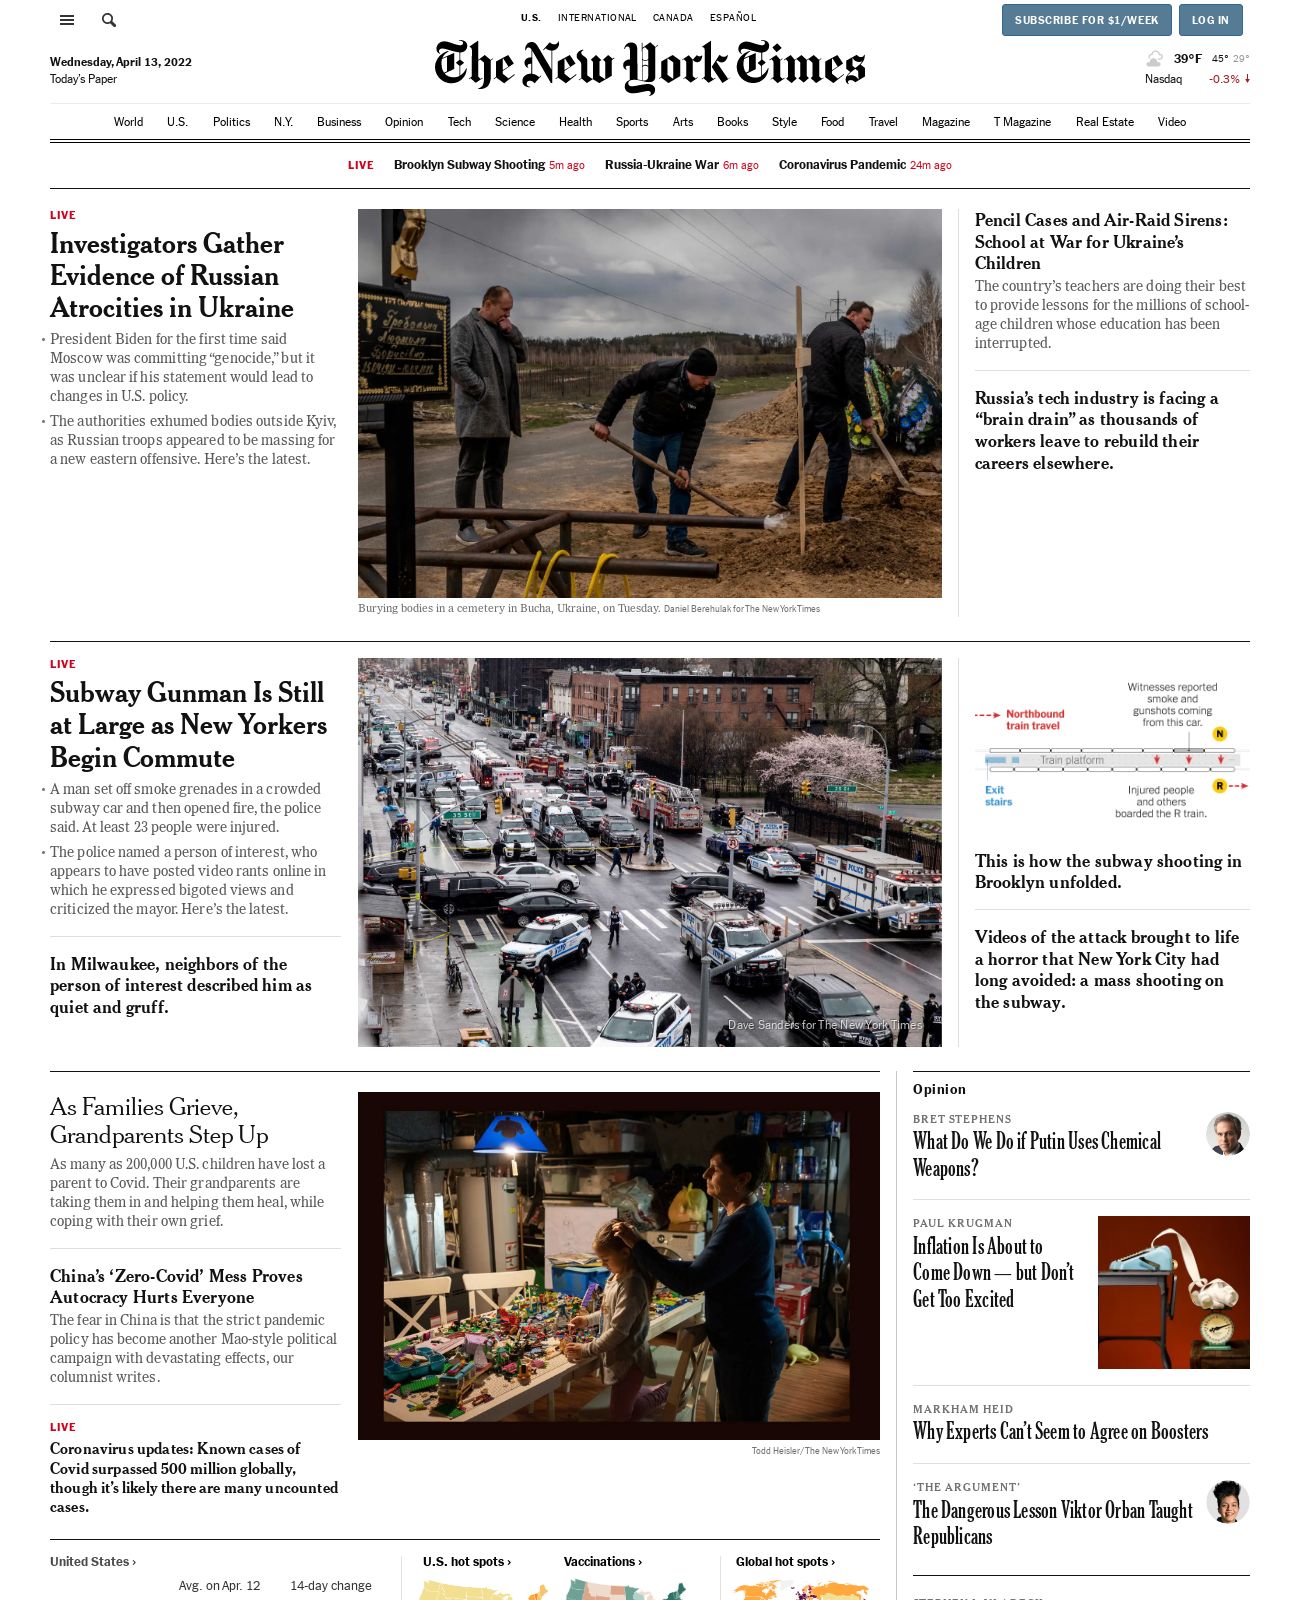 U.S. INTERNATIONAL CANADA ESPAÑOL
SUBSCRIBE FOR $1/WEEK
LOG IN
Wednesday, April 13, 2022
Today's Paper
The New York Times
39°F 45° 29°
Nasdaq -0.3%
World U.S. Politics N.Y. Business Opinion Tech Science Health Sports Arts Books Style Food Travel Magazine T Magazine Real Estate Video
LIVE Brooklyn Subway Shooting 5m ago Russia-Ukraine War 6m ago Coronavirus Pandemic 24m ago
LIVE
Investigators Gather
Evidence of Russian
Atrocities in Ukraine
President Biden for the first time said
Moscow was committing “genocide,” but it
was unclear if his statement would lead to
changes in U.S. policy.
The authorities exhumed bodies outside Kyiv,
as Russian troops appeared to be massing for
a new eastern offensive. Here’s the latest.
Burying bodies in a cemetery in Bucha, Ukraine, on Tuesday. Daniel Berehulak for The New York Times
Pencil Cases and Air-Raid Sirens:
School at War for Ukraine’s
Children
The country’s teachers are doing their best
to provide lessons for the millions of school-
age children whose education has been
interrupted.
Russia’s tech industry is facing a
“brain drain” as thousands of
workers leave to rebuild their
careers elsewhere.
LIVE
Subway Gunman Is Still
at Large as New Yorkers
Begin Commute
A man set off smoke grenades in a crowded
subway car and then opened fire, the police
said. At least 23 people were injured.
The police named a person of interest, who
appears to have posted video rants online in
which he expressed bigoted views and
criticized the mayor. Here’s the latest.
In Milwaukee, neighbors of the
person of interest described him as
quiet and gruff.
Dave Sanders for The New York Times
Witnesses reported
smoke and
gunshots coming
from this car.
Northbound
train travel
N
Train platform
Exit
stairs
R
Injured people
and others
boarded the R train.
This is how the subway shooting in
Brooklyn unfolded.
Videos of the attack brought to life
a horror that New York City had
long avoided: a mass shooting on
the subway.
As Families Grieve,
Grandparents Step Up
As many as 200,000 U.S. children have lost a
parent to Covid. Their grandparents are
taking them in and helping them heal, while
coping with their own grief.
China’s ‘Zero-Covid’ Mess Proves
Autocracy Hurts Everyone
The fear in China is that the strict pandemic
policy has become another Mao-style political
campaign with devastating effects, our
columnist writes.
LIVE
Coronavirus updates: Known cases of
Covid surpassed 500 million globally,
though it’s likely there are many uncounted
cases.
Todd Heisler/The New York Times
Opinion
BRET STEPHENS
What Do We Do if Putin Uses Chemical
Weapons?
PAUL KRUGMAN
Inflation Is About to
Come Down — but Don’t
Get Too Excited
MARKHAM HEID
Why Experts Can’t Seem to Agree on Boosters
‘THE ARGUMENT’
The Dangerous Lesson Viktor Orban Taught
Republicans
United States ›
Avg. on Apr. 12 14-day change
U.S. hot spots ›
Vaccinations ›
Global hot spots ›